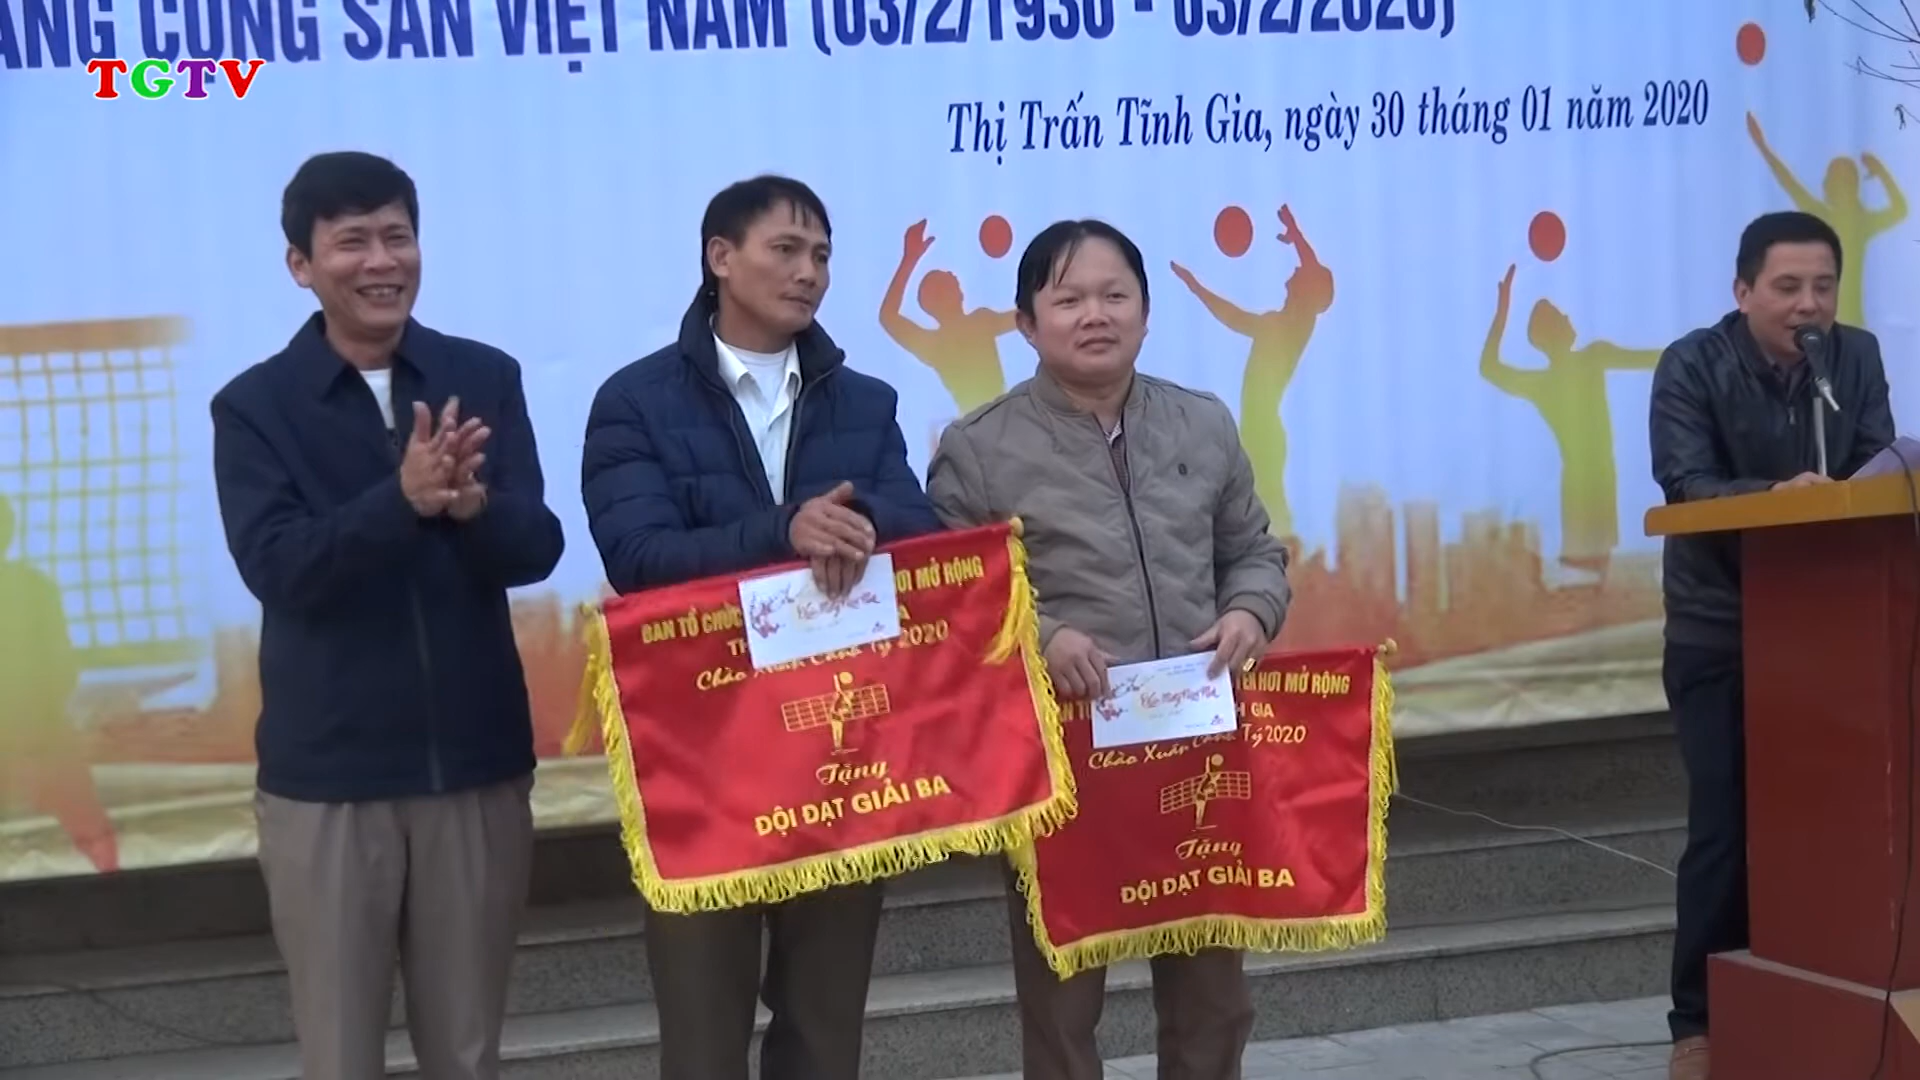 CỘNG SẢN VIỆT NAM (03/2/1930 - 03/2/2020)
TGTV
Thị Trấn Tĩnh Gia, ngày 30 tháng 01 năm 2020
BAN TỔ CHỨC HƠI MỞ RỘNG
Chào Xuân Canh Tý 2020
Tặng
ĐỘI ĐẠT GIẢI BA
HƠI MỞ RỘNG
GIA
Chào Xuân Canh Tý 2020
Tặng
ĐỘI ĐẠT GIẢI BA